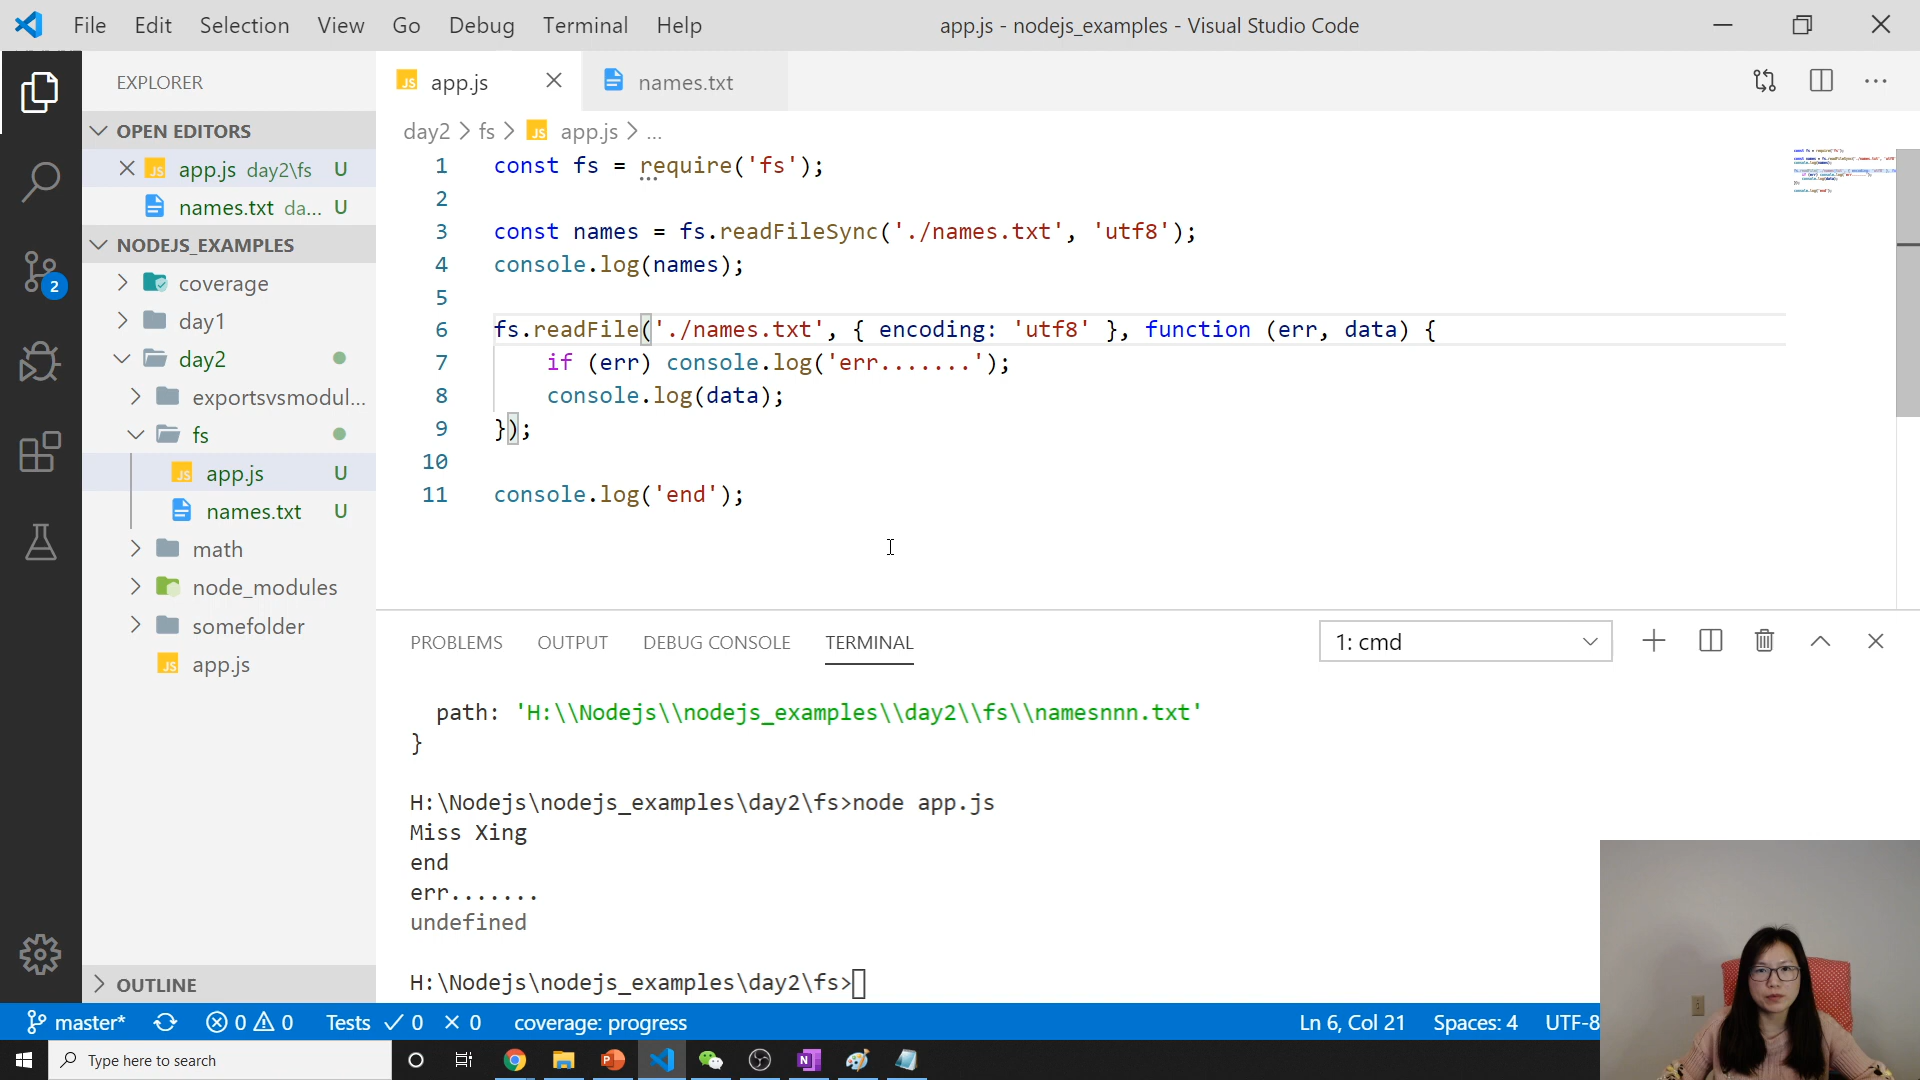 File Edit Selection View Go Debug Terminal Help app.js - nodejs_examples - Visual Studio Code
EXPLORER
JS app.js names.txt
OPEN EDITORS
day2 > fs > JS app.js > ...
JS app.js day2\fs U
names.txt da... U
NODEJS_EXAMPLES
coverage
day1
day2
exportsvsmodul...
fs
JS app.js U
names.txt U
math
node_modules
somefolder
JS app.js
OUTLINE
2
1 const fs = require('fs');
2
3 const names = fs.readFileSync('./names.txt', 'utf8');
4 console.log(names);
5
6 fs.readFile('./names.txt', { encoding: 'utf8' }, function (err, data) {
7 if (err) console.log('err.......');
8 console.log(data);
9 });
10
11 console.log('end');
PROBLEMS OUTPUT DEBUG CONSOLE TERMINAL 1: cmd
path: 'H:\\Nodejs\\nodejs_examples\\day2\\fs\\namesnnn.txt'
}
H:\Nodejs\nodejs_examples\day2\fs>node app.js
Miss Xing
end
err.......
undefined
H:\Nodejs\nodejs_examples\day2\fs>
master* 0 0 Tests 0 0 coverage: progress Ln 6, Col 21 Spaces: 4 UTF-8
Type here to search